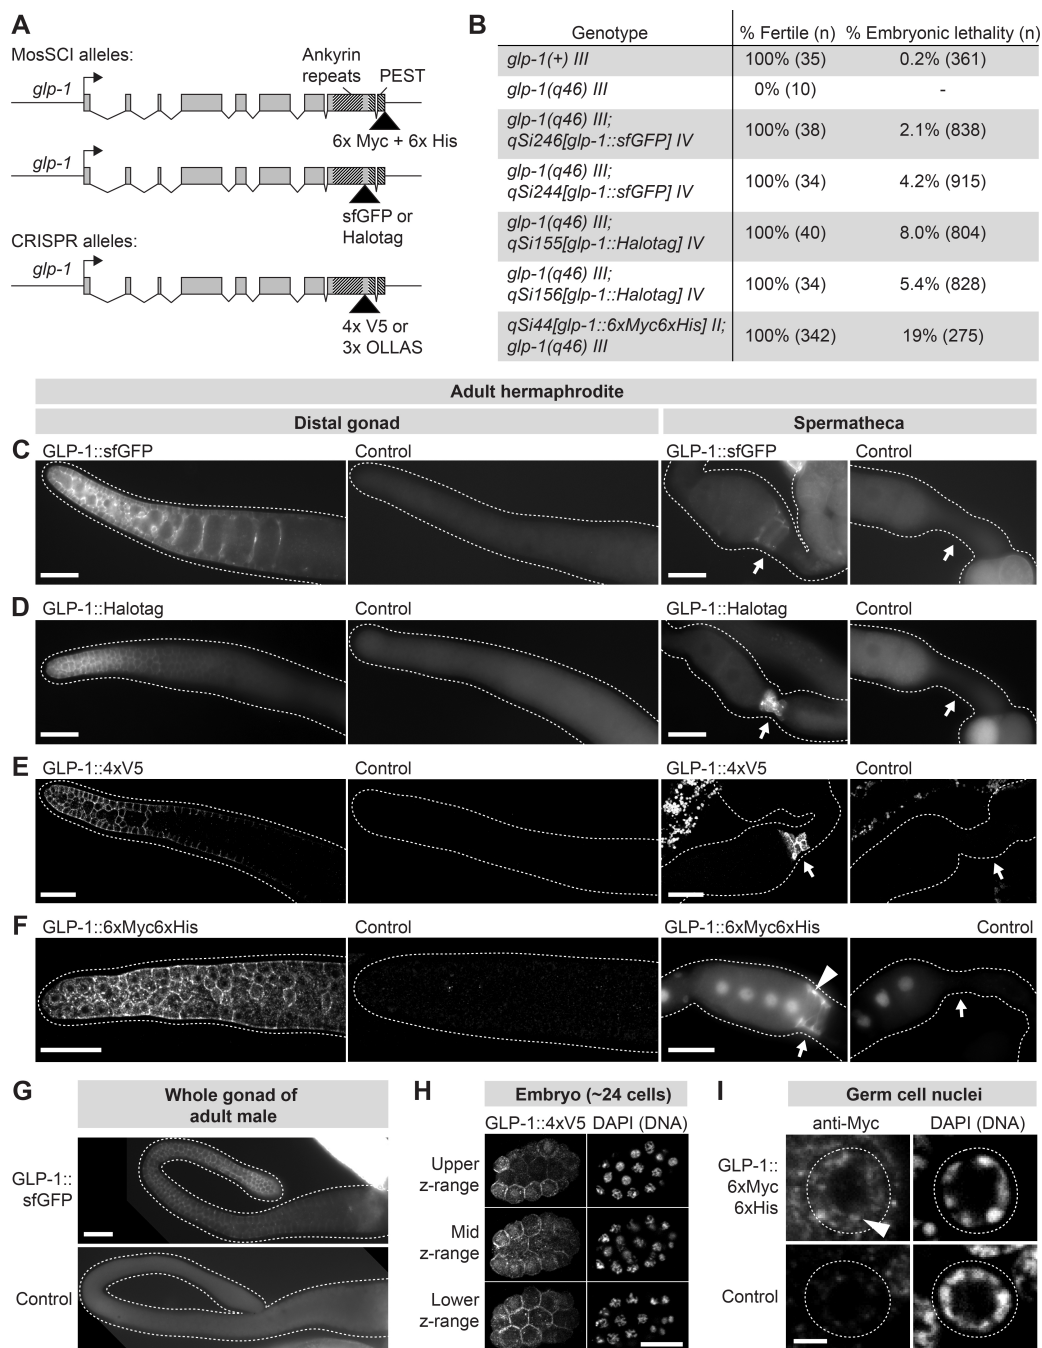 A
MosSCI alleles:
Ankyrin
repeats
PEST
glp-1
6x Myc + 6x His
glp-1
sfGFP or
Halotag
CRISPR alleles:
glp-1
4x V5 or
3x OLLAS
B
Genotype % Fertile (n) % Embryonic lethality (n)
glp-1(+) III 100% (35) 0.2% (361)
glp-1(q46) III 0% (10) -
glp-1(q46) III;
qSi246[glp-1::sfGFP] IV 100% (38) 2.1% (838)
glp-1(q46) III;
qSi244[glp-1::sfGFP] IV 100% (34) 4.2% (915)
glp-1(q46) III;
qSi155[glp-1::Halotag] IV 100% (40) 8.0% (804)
glp-1(q46) III;
qSi156[glp-1::Halotag] IV 100% (34) 5.4% (828)
qSi44[glp-1::6xMyc6xHis] II;
glp-1(q46) III 100% (342) 19% (275)
Adult hermaphrodite
Distal gonad Spermatheca
C GLP-1::sfGFP Control GLP-1::sfGFP Control
D GLP-1::Halotag Control GLP-1::Halotag Control
E GLP-1::4xV5 Control GLP-1::4xV5 Control
F GLP-1::6xMyc6xHis Control GLP-1::6xMyc6xHis Control
G
Whole gonad of
adult male
GLP-1::
sfGFP
Control
H
Embryo (~24 cells)
GLP-1::4xV5 DAPI (DNA)
Upper
z-range
Mid
z-range
Lower
z-range
I
Germ cell nuclei
anti-Myc DAPI (DNA)
GLP-1::
6xMyc
6xHis
Control